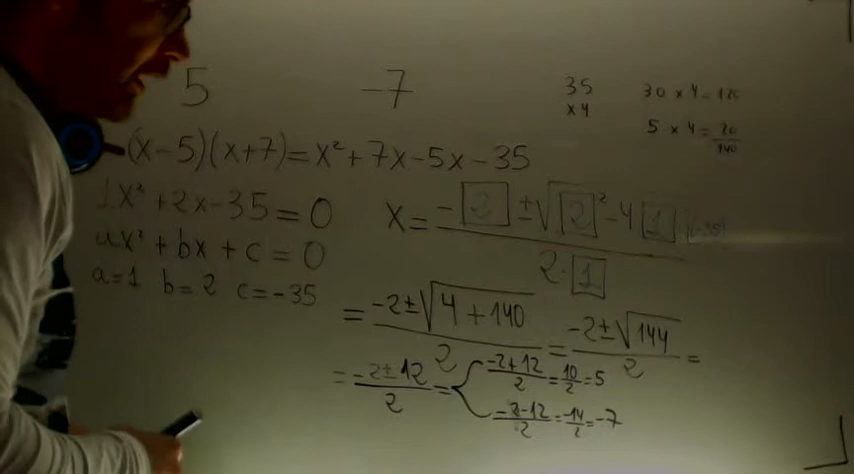 5 -7
35
×4
30 × 4 = 120
5 × 4 = 20
140
(x-5)(x+7)=x²+7x-5x-35
1x²+2x-35=0
ax²+bx+c=0
a=1 b=2 c=-35
x= -2 ± √2²-4 1 (-35)
2·1
= -2±√4+140 / 2 = -2±√144 / 2 =
= -2±12 / 2 = -2+12 / 2 = 10/2 = 5
-2-12 / 2 = -14/2 = -7